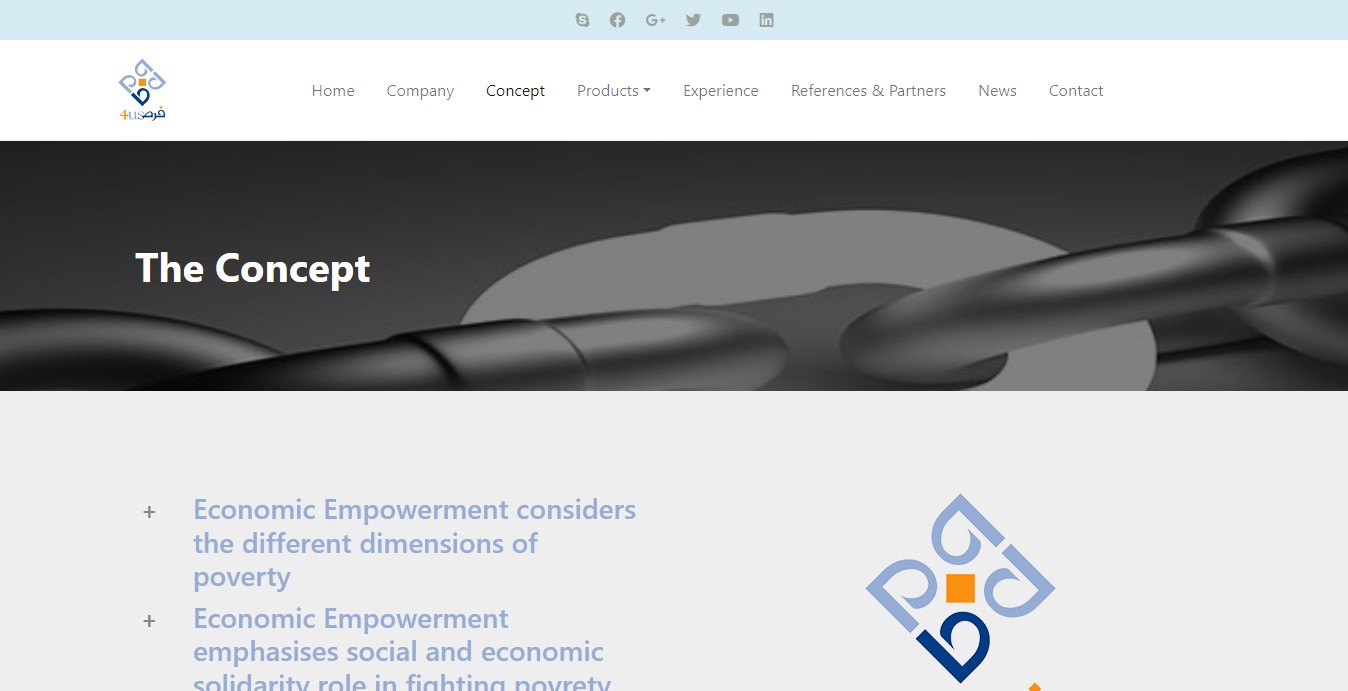 4us فرص
Home Company Concept Products Experience References & Partners News Contact
The Concept
+ Economic Empowerment considers
the different dimensions of
poverty
+ Economic Empowerment
emphasises social and economic
solidarity role in fighting povrety